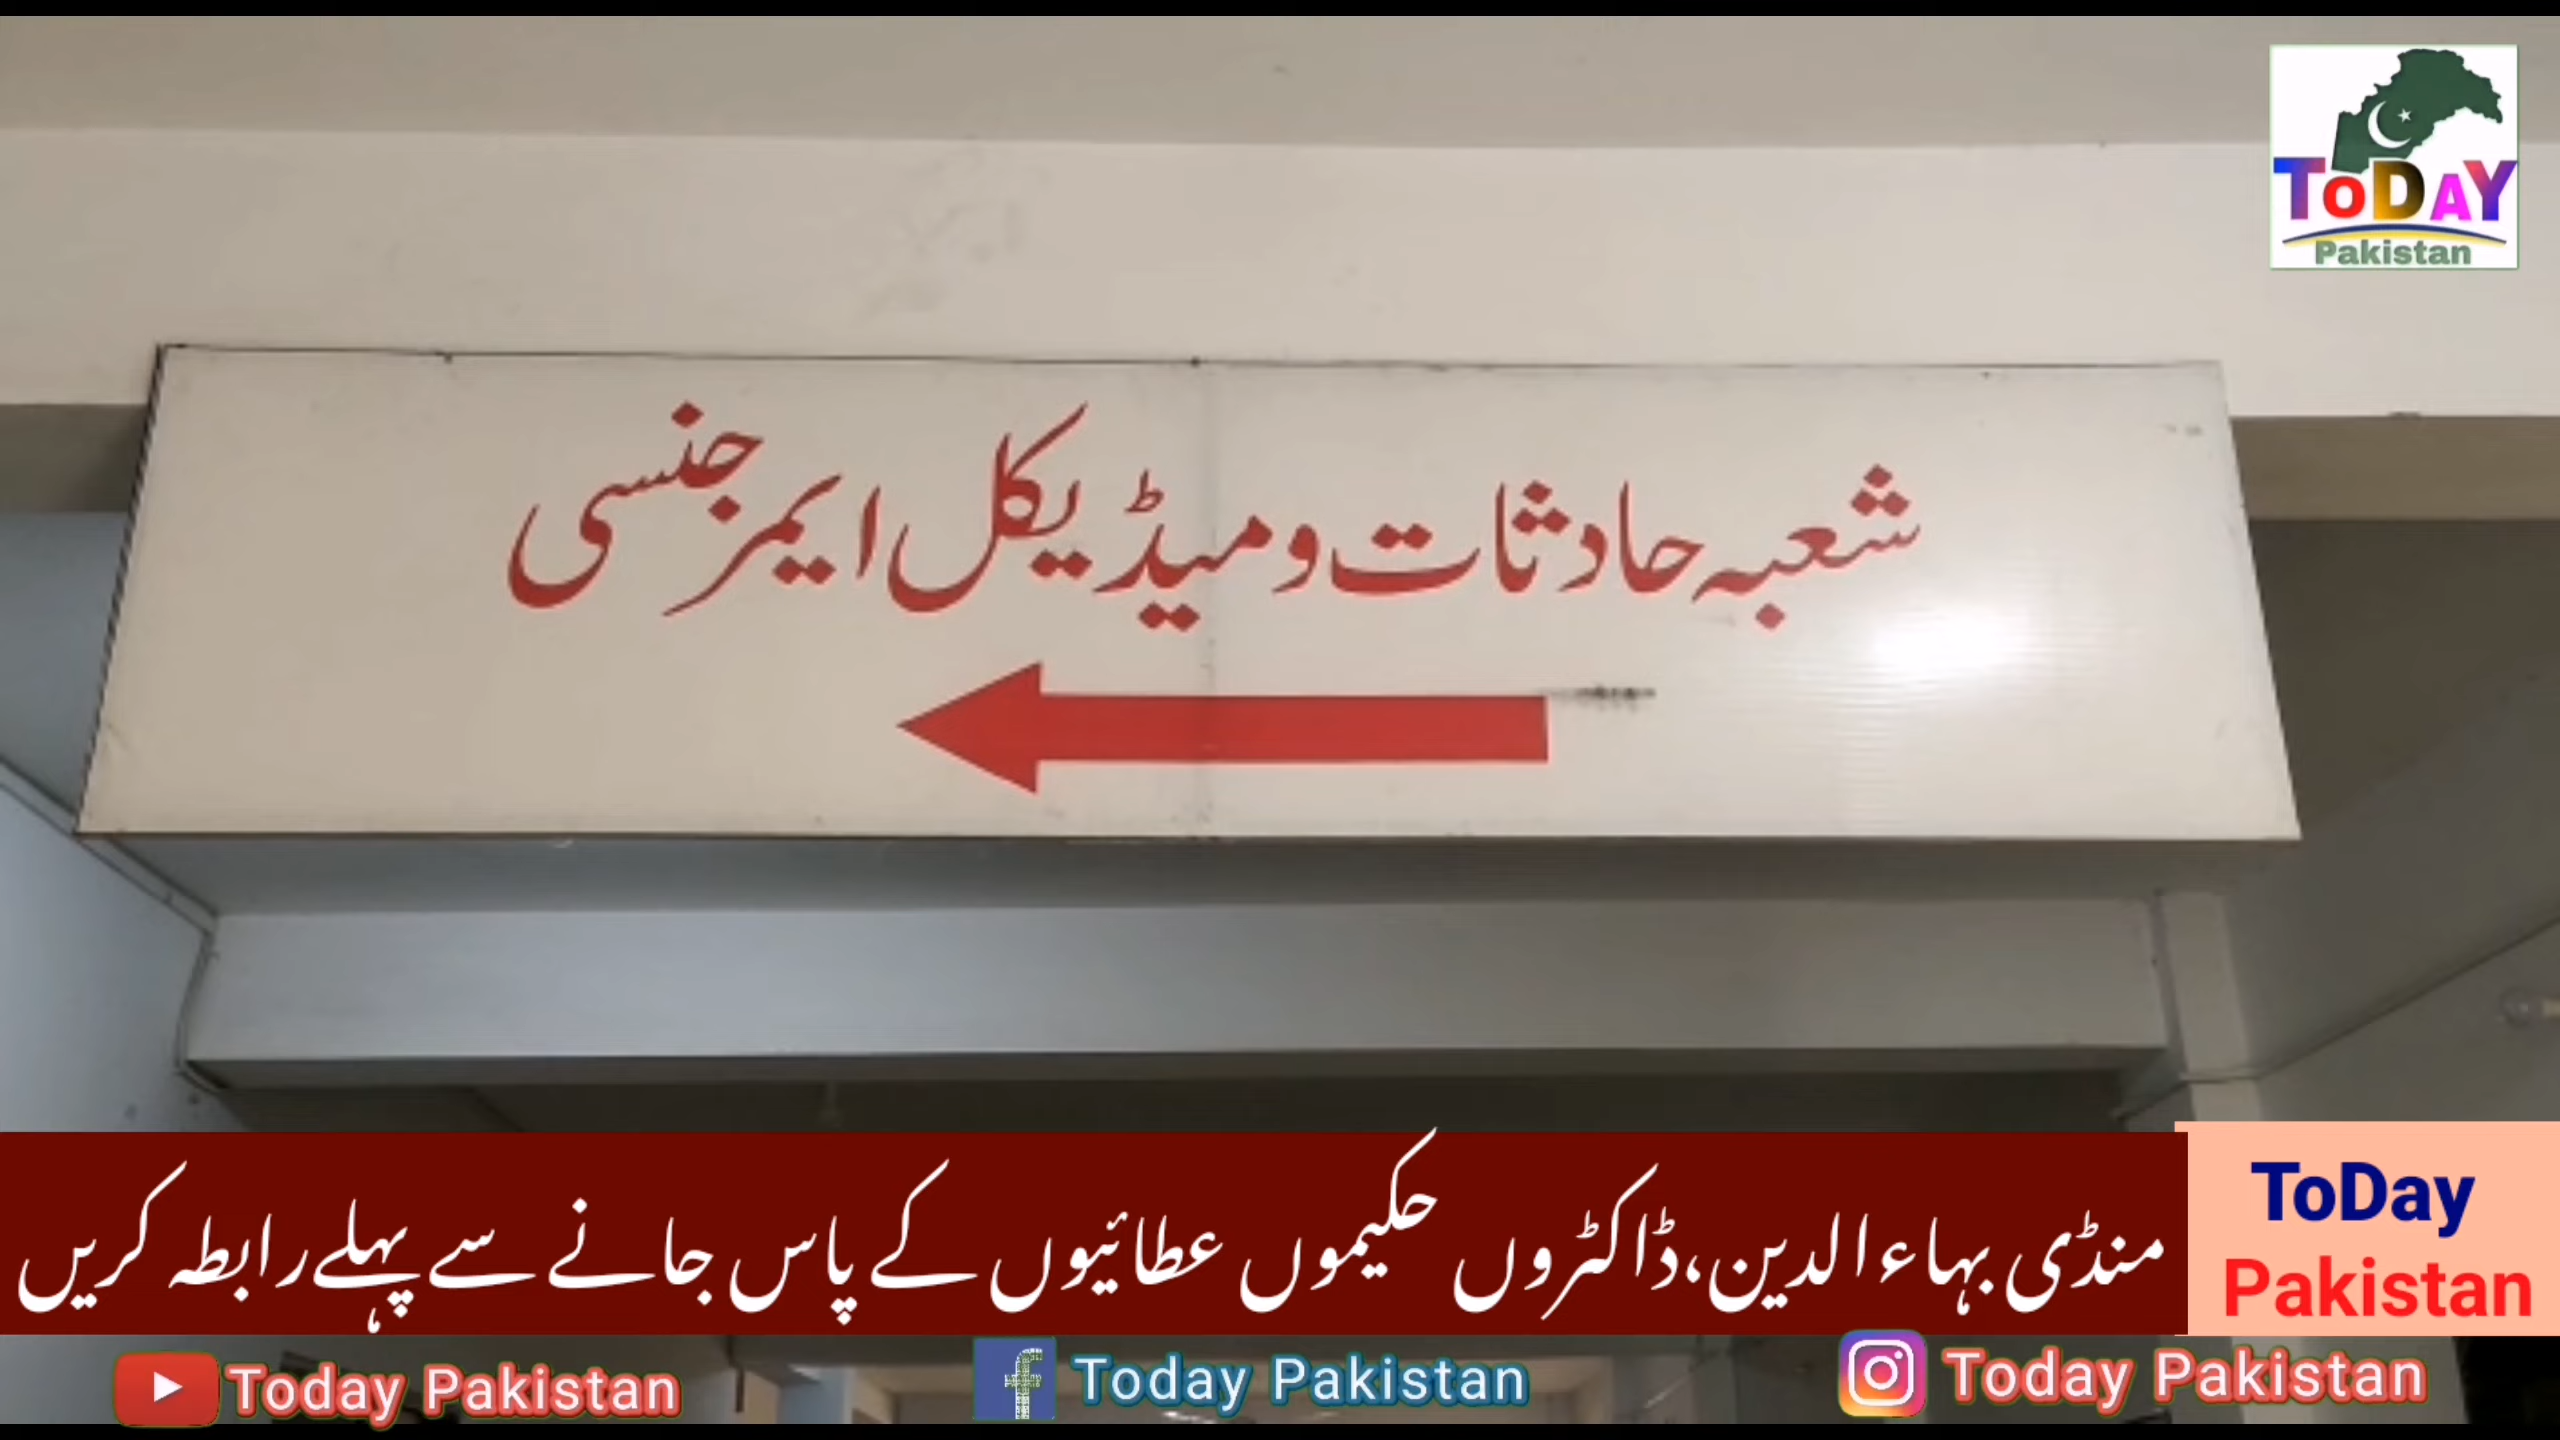 ToDAY
Pakistan
شعبہ حادثات و میڈیکل ایمرجنسی
منڈی بہاءالدین،ڈاکٹروں حکیموں عطائیوں کے پاس جانے سے پہلے رابطہ کریں
ToDay
Pakistan
Today Pakistan
Today Pakistan
Today Pakistan